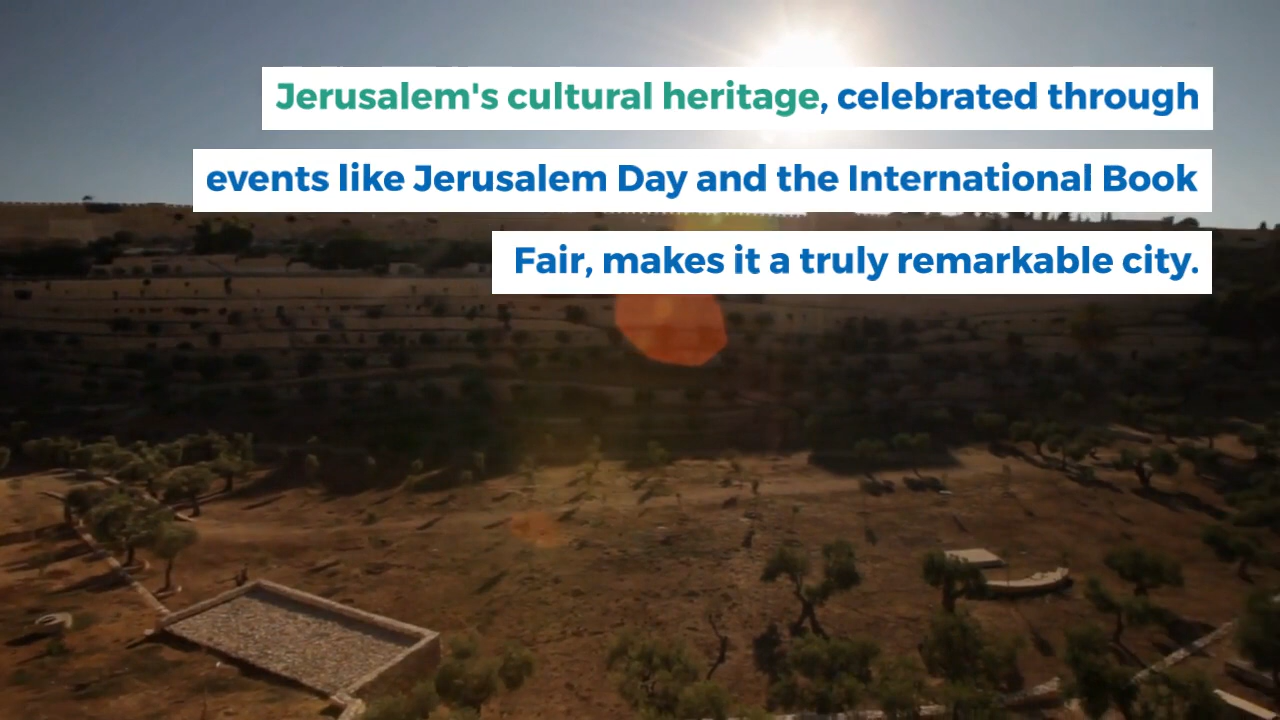 Jerusalem's cultural heritage, celebrated through
events like Jerusalem Day and the International Book
Fair, makes it a truly remarkable city.